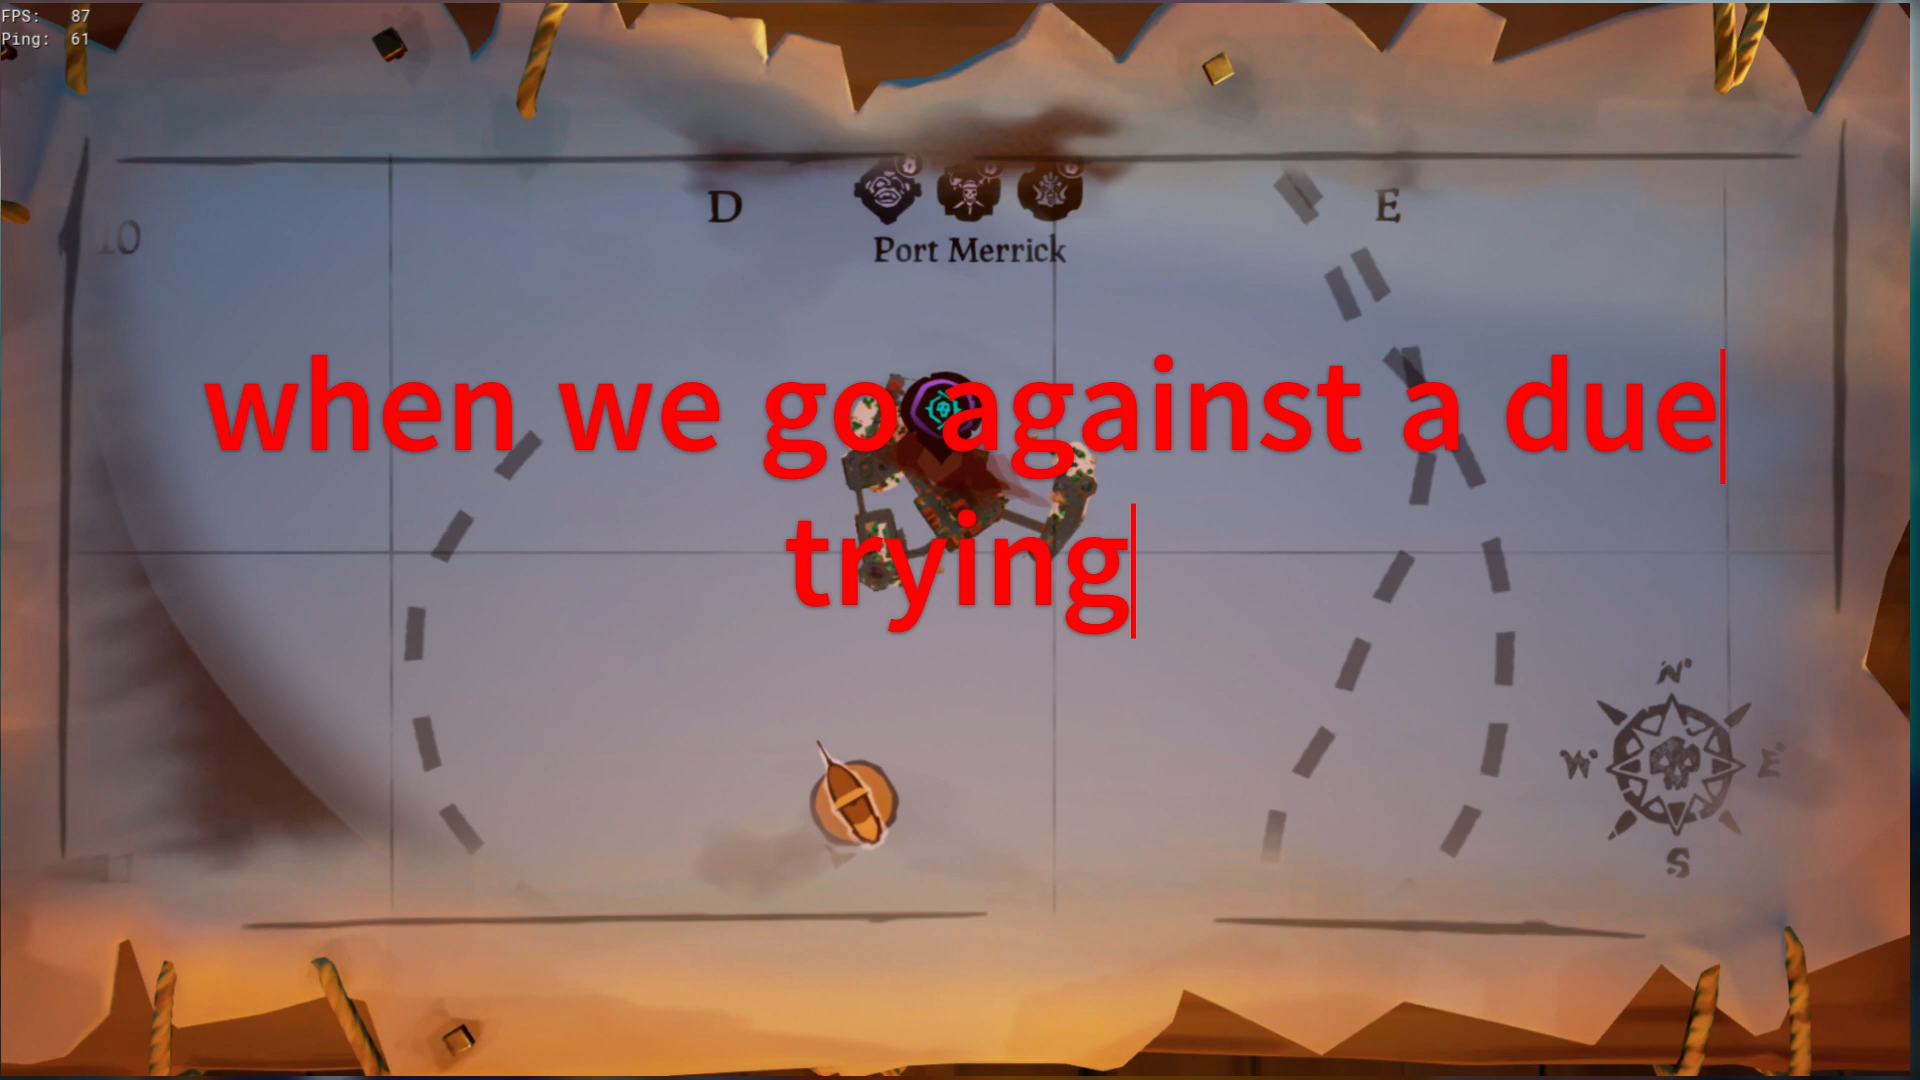 FPS: 87
Ping: 61
D
E
10
Port Merrick
when we go against a due
trying
N
W
E
S